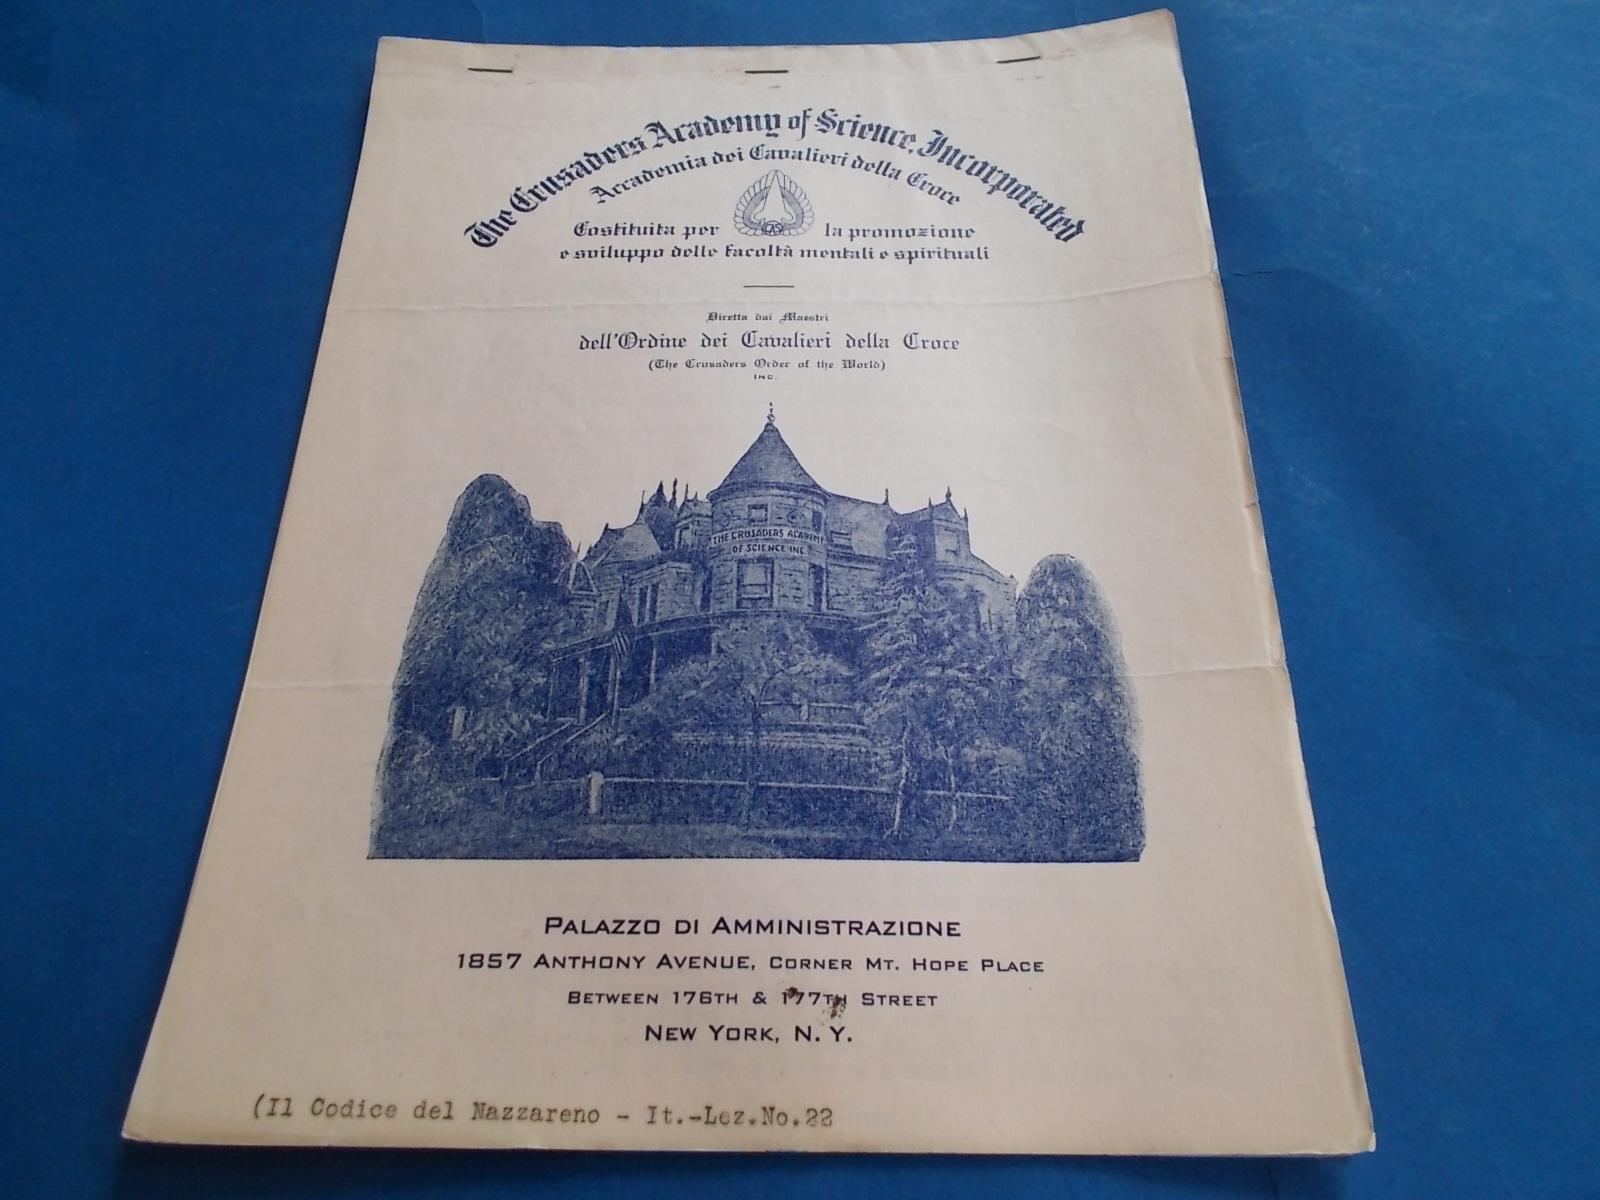 The Crusaders Academy of Science, Incorporated
Accademia dei Cavalieri della Croce
CAS
Costituita per la promozione
e sviluppo delle facoltà mentali e spirituali
Diretta dai Maestri
dell'Ordine dei Cavalieri della Croce
(The Crusaders Order of the World)
INC.
THE CRUSADERS ACADEMY
OF SCIENCE INC.
PALAZZO DI AMMINISTRAZIONE
1857 ANTHONY AVENUE, CORNER MT. HOPE PLACE
BETWEEN 176TH & 177TH STREET
NEW YORK, N. Y.
(Il Codice del Nazzareno - It.-Lez.No.22